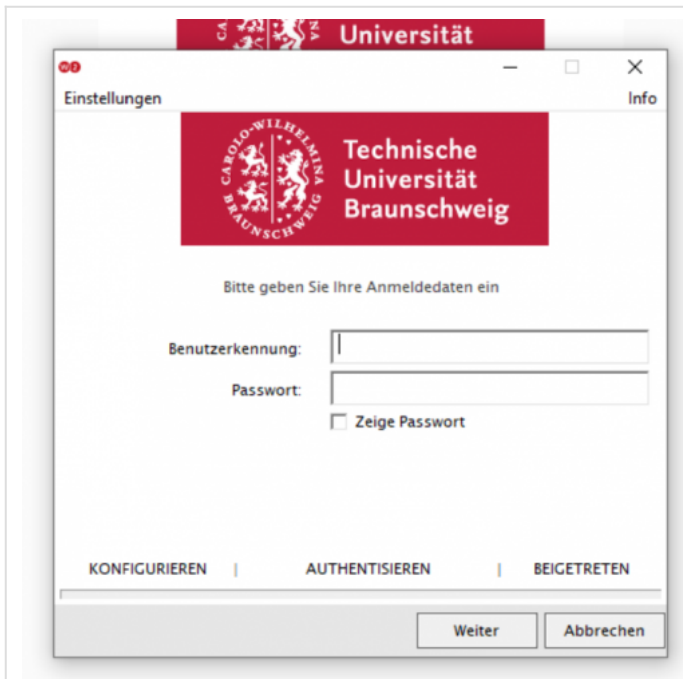 Universität
W2
Einstellungen Info
CAROLO-WILHELMINA
BRAUNSCHWEIG
Technische
Universität
Braunschweig
Bitte geben Sie Ihre Anmeldedaten ein
Benutzerkennung:
Passwort:
Zeige Passwort
KONFIGURIEREN | AUTHENTISIEREN | BEIGETRETEN
Weiter Abbrechen